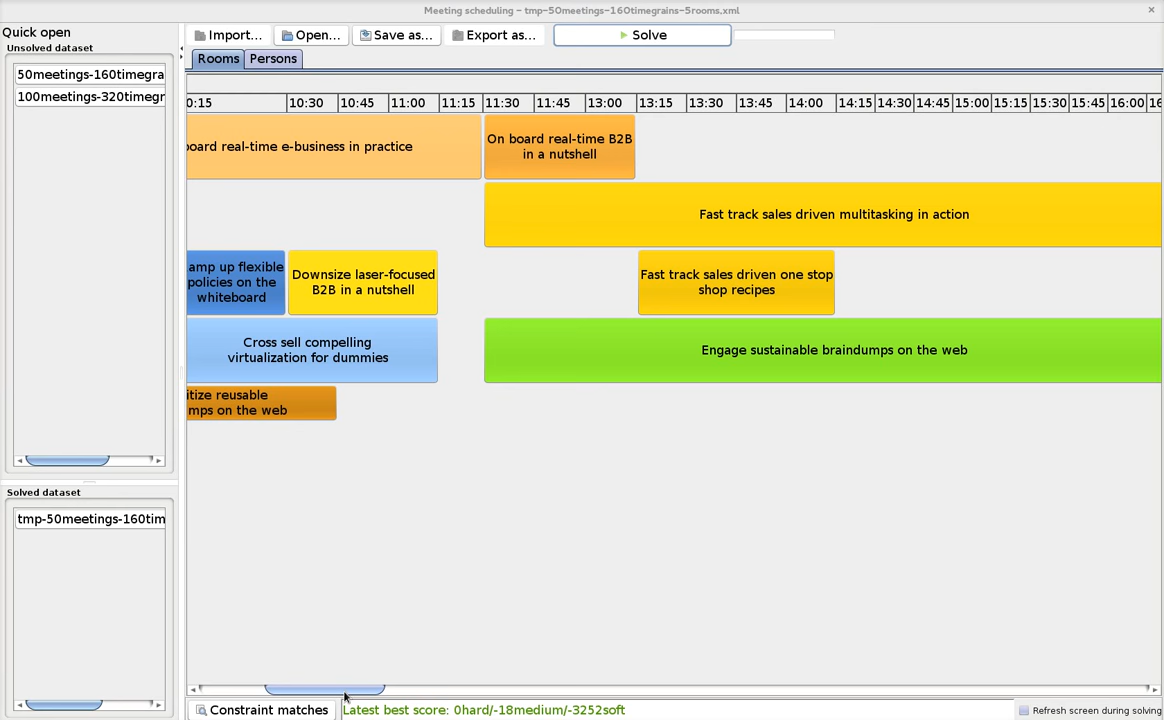 Meeting scheduling – tmp-50meetings-160timegrains-5rooms.xml
Quick open
Unsolved dataset
50meetings-160timegra
100meetings-320timegr
Solved dataset
tmp-50meetings-160tim
Import... Open... Save as... Export as... Solve
Rooms Persons
0:15 10:30 10:45 11:00 11:15 11:30 11:45 13:00 13:15 13:30 13:45 14:00 14:15 14:30 14:45 15:00 15:15 15:30 15:45 16:00 16
board real-time e-business in practice
On board real-time B2B
in a nutshell
Fast track sales driven multitasking in action
amp up flexible
policies on the
whiteboard
Downsize laser-focused
B2B in a nutshell
Fast track sales driven one stop
shop recipes
Cross sell compelling
virtualization for dummies
Engage sustainable braindumps on the web
itize reusable
mps on the web
Constraint matches
Latest best score: 0hard/-18medium/-3252soft
Refresh screen during solving